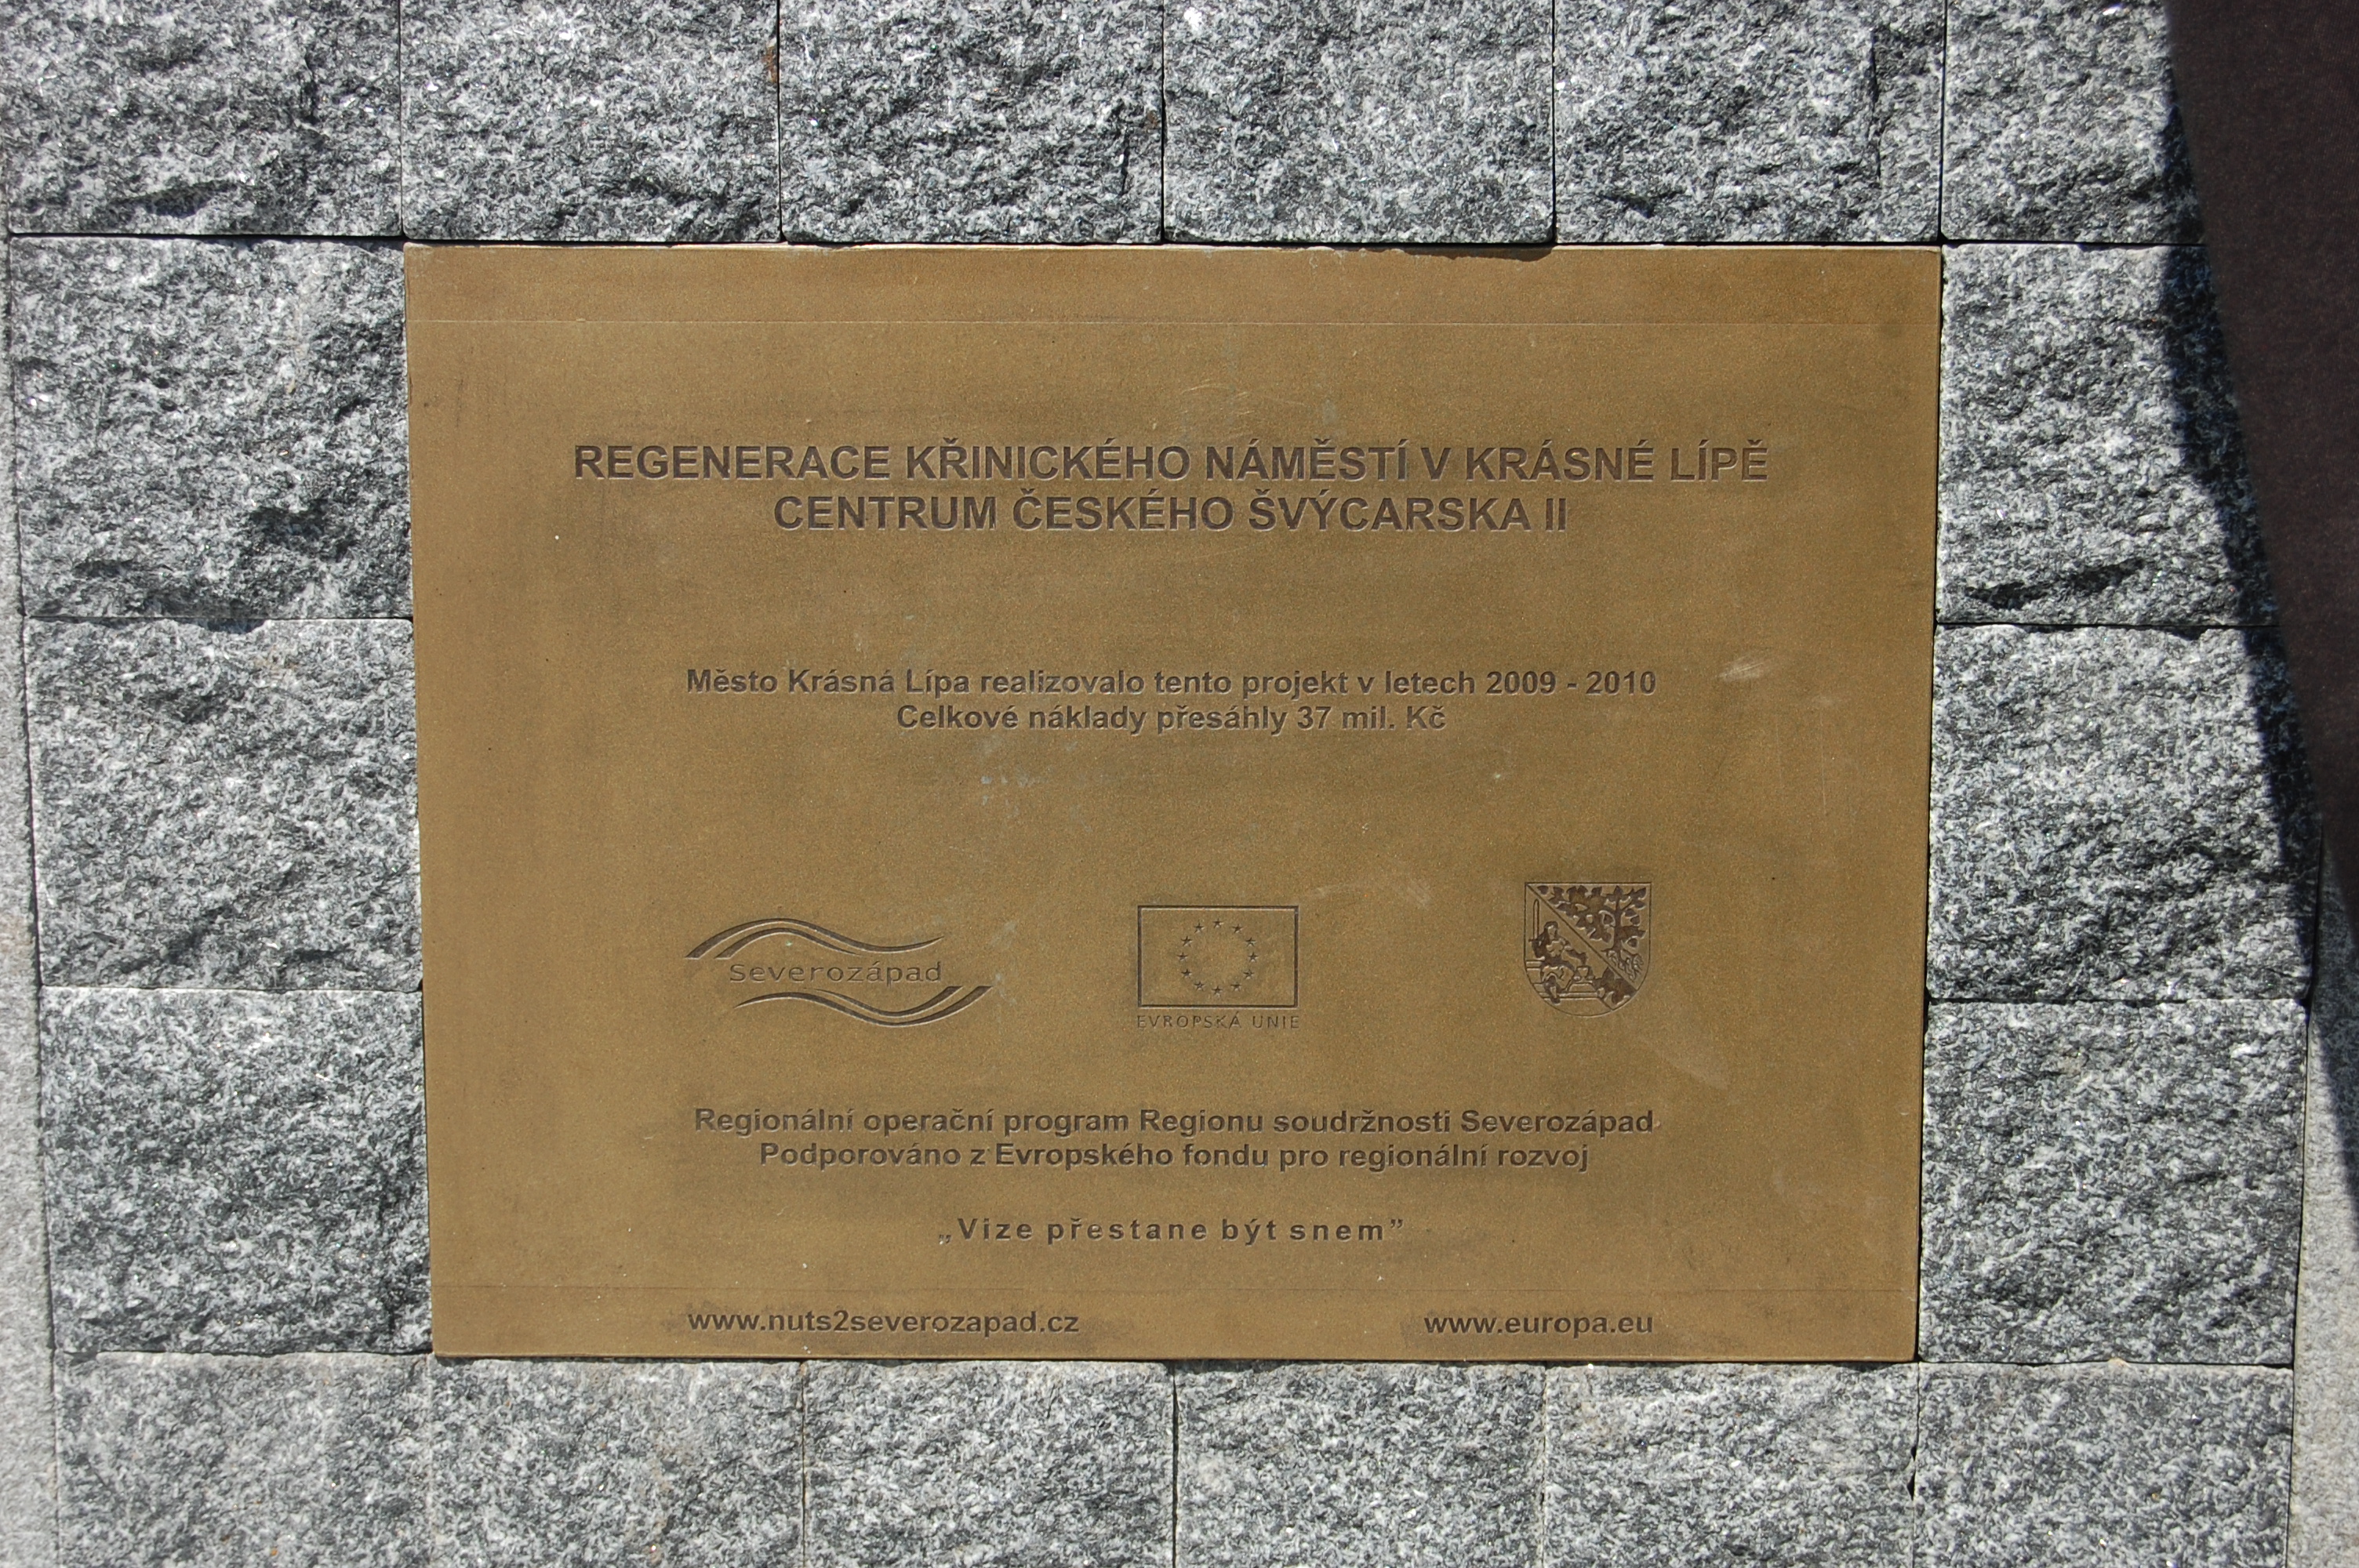 REGENERACE KŘINICKÉHO NÁMĚSTÍ V KRÁSNÉ LÍPĚ
CENTRUM ČESKÉHO ŠVÝCARSKA II
Město Krásná Lípa realizovalo tento projekt v letech 2009 - 2010
Celkové náklady přesáhly 37 mil. Kč
Severozápad
EVROPSKÁ UNIE
Regionální operační program Regionu soudržnosti Severozápad
Podporováno z Evropského fondu pro regionální rozvoj
„Vize přestane být snem”
www.nuts2severozapad.cz
www.europa.eu